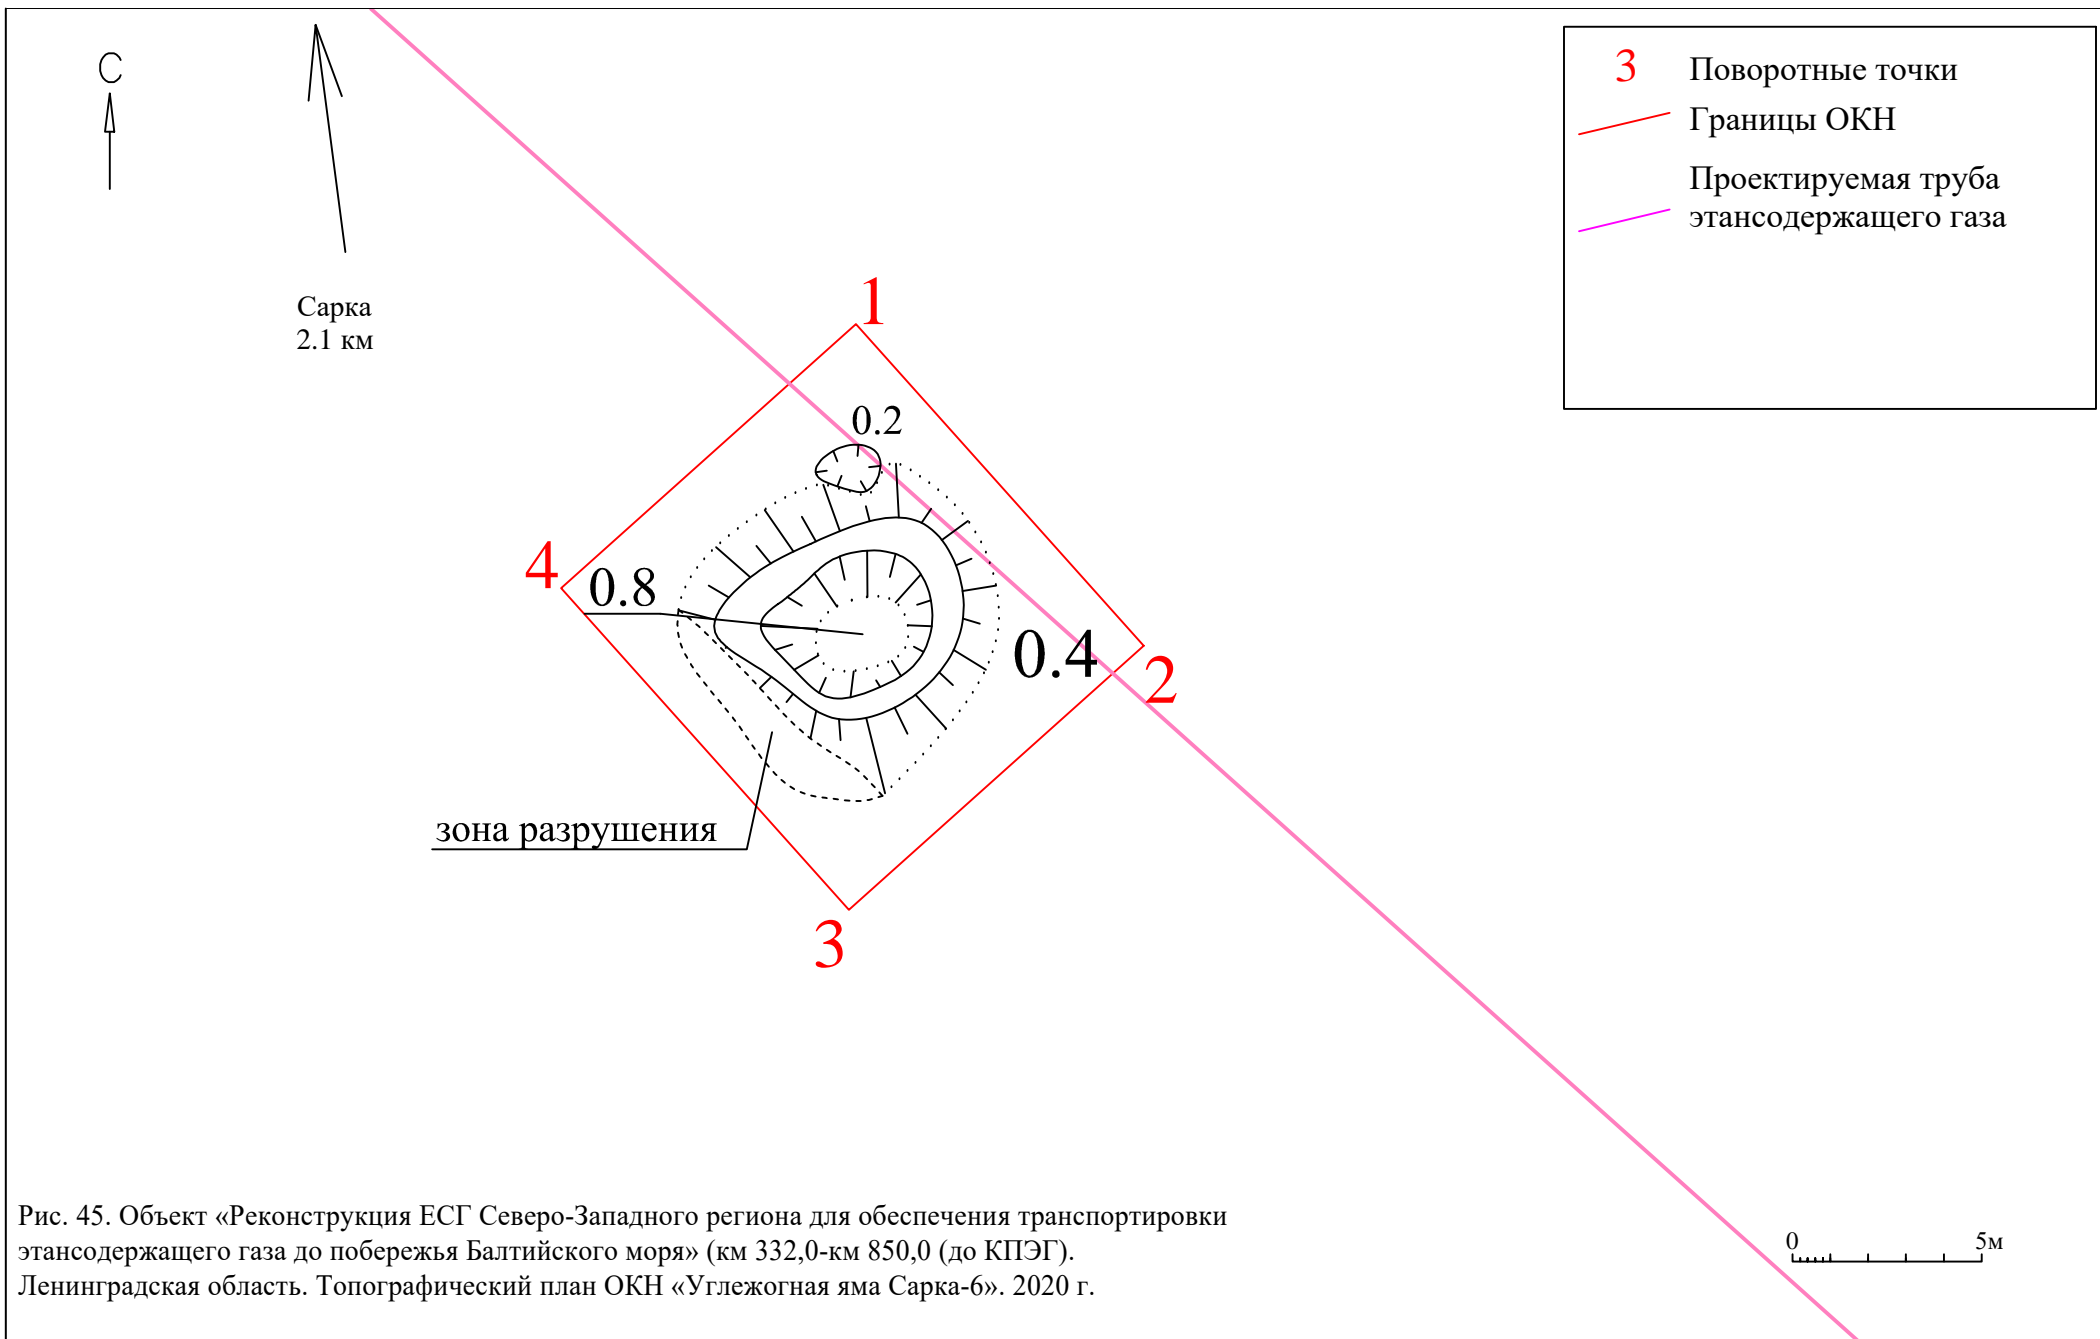 С
Сарка
2.1 км
3 Поворотные точки
Границы ОКН
Проектируемая труба
этансодержащего газа
1
0.2
4
0.8
0.4
2
зона разрушения
3
Рис. 45. Объект «Реконструкция ЕСГ Северо-Западного региона для обеспечения транспортировки
этансодержащего газа до побережья Балтийского моря» (км 332,0-км 850,0 (до КПЭГ).
Ленинградская область. Топографический план ОКН «Углежогная яма Сарка-6». 2020 г.
0 5м